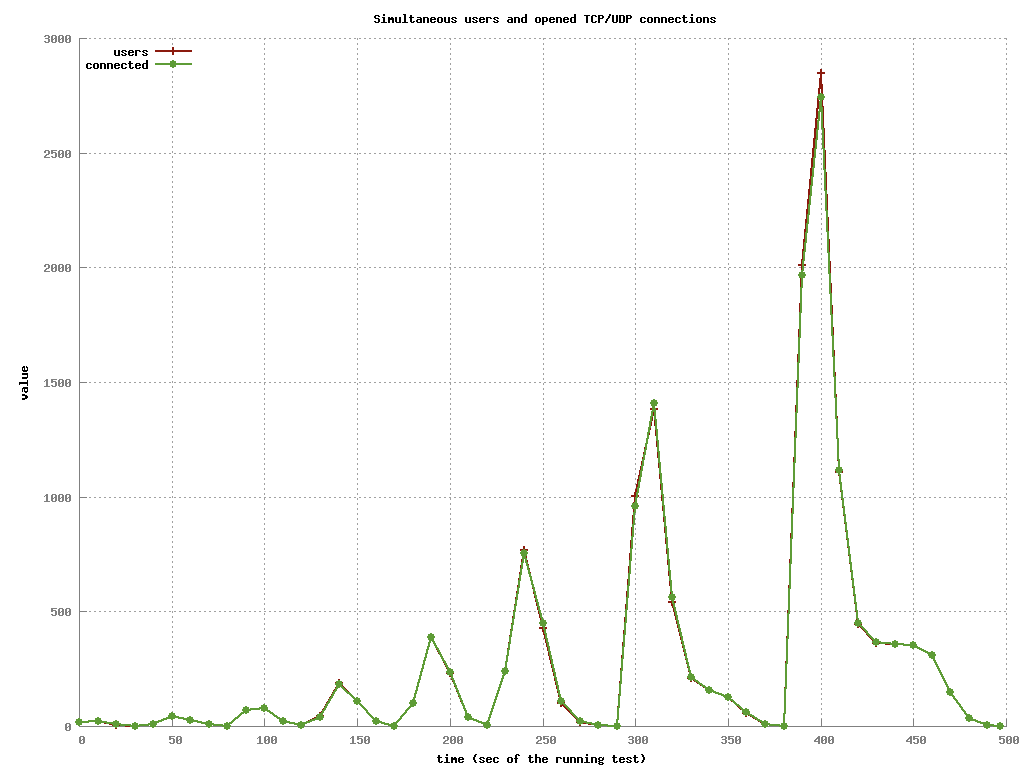 Simultaneous users and opened TCP/UDP connections
3000
users
connected
2500
2000
1500
value
1000
500
0
0 50 100 150 200 250 300 350 400 450 500
time (sec of the running test)